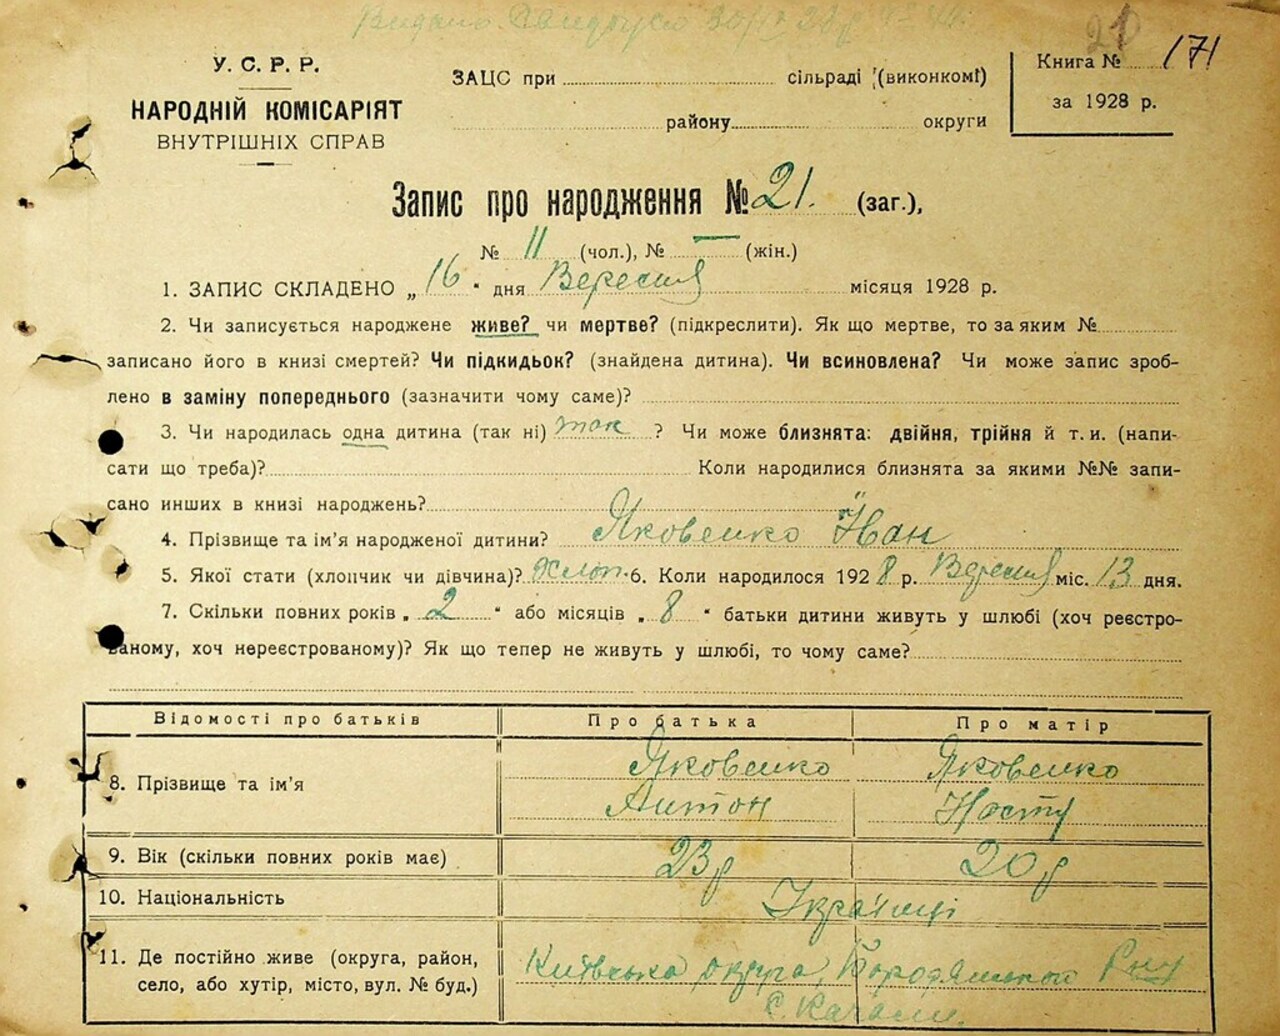 Видано
У. С. Р. Р.
НАРОДНІЙ КОМІСАРІЯТ
ВНУТРІШНІХ СПРАВ
ЗАЦС при сільраді (виконкомі)
району округи
21
Книга № 171
за 1928 р.
Запис про народження № 21. (заг.),
№ 11 (чол.), № — (жін.)
1. ЗАПИС СКЛАДЕНО „16" дня Вересня місяця 1928 р.
2. Чи записується народжене живе? чи мертве? (підкреслити). Як що мертве, то за яким №
записано його в книзі смертей? Чи підкидьок? (знайдена дитина). Чи всиновлена? Чи може запис зроб-
лено в заміну попереднього (зазначити чому саме)?
3. Чи народилась одна дитина (так ні) так ? Чи може близнята: двійня, трійня й т. и. (напи-
сати що треба)? Коли народилися близнята за якими №№ запи-
сано инших в книзі народжень?
4. Прізвище та ім'я народженої дитини? Яковенко Іван
5. Якої стати (хлопчик чи дівчина)? Хлоп. 6. Коли народилося 1928 р. Вересня міс. 13 дня.
7. Скільки повних років „2" або місяців „8" батьки дитини живуть у шлюбі (хоч реєстро-
ваному, хоч нереєстрованому)? Як що тепер не живуть у шлюбі, то чому саме?
Відомості про батьків Про батька Про матір
8. Прізвище та ім'я Яковенко Яковенко
Антон Настя
9. Вік (скільки повних років має) 23 р 20 р
10. Національність Українці
11. Де постійно живе (округа, район,
село, або хутір, місто, вул. № буд.)
Київська округа, Бородянської Р-ну
С. Качали.